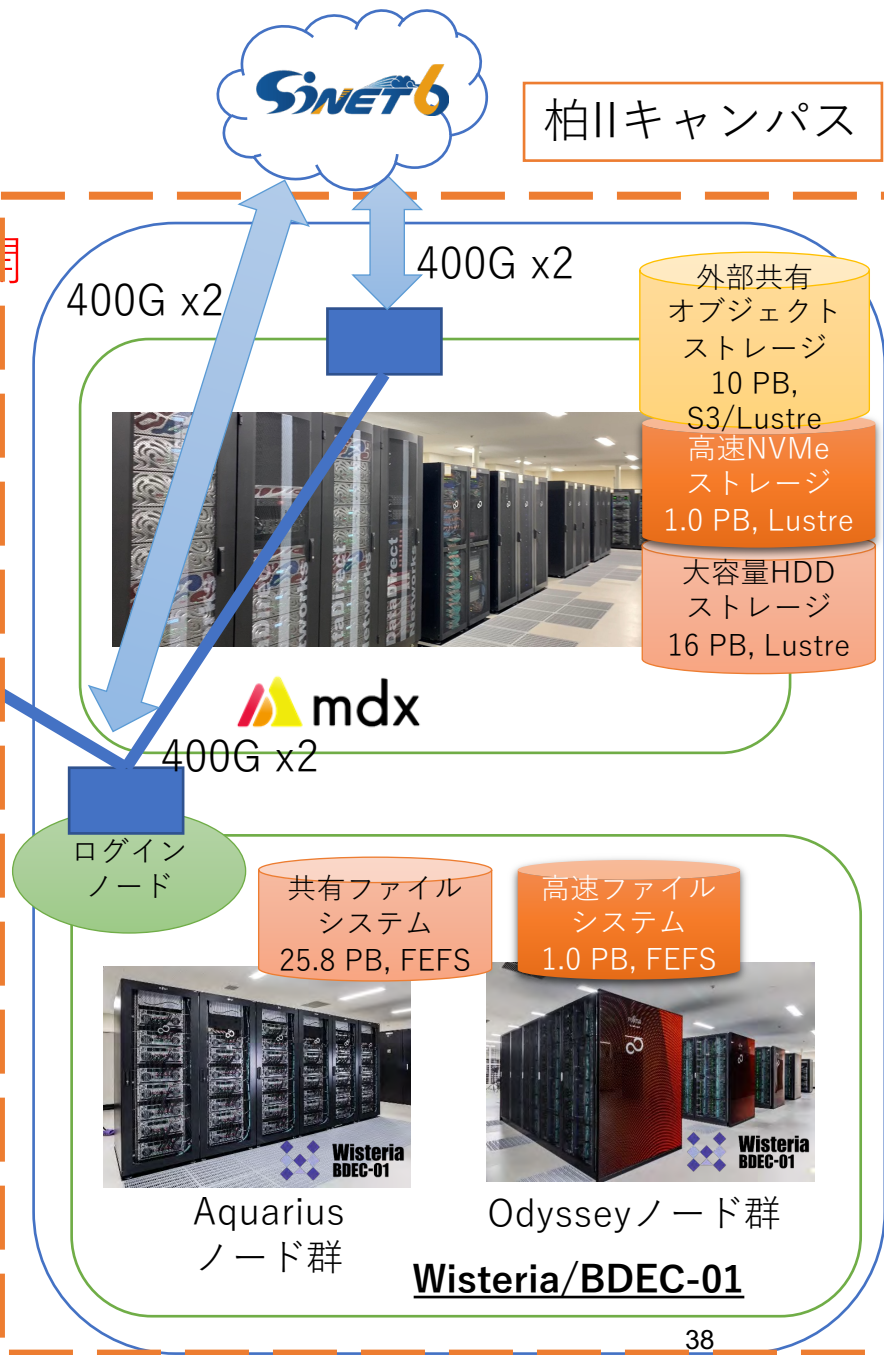 SINET6
柏IIキャンパス
400G x2
400G x2
外部共有
オブジェクト
ストレージ
10 PB,
S3/Lustre
高速NVMe
ストレージ
1.0 PB, Lustre
大容量HDD
ストレージ
16 PB, Lustre
DataDirect
Networks
DataDirect
Networks
mdx
400G x2
ログイン
ノード
共有ファイル
システム
25.8 PB, FEFS
高速ファイル
システム
1.0 PB, FEFS
Wisteria
BDEC-01
Wisteria
BDEC-01
Aquarius
ノード群
Odysseyノード群
Wisteria/BDEC-01
38